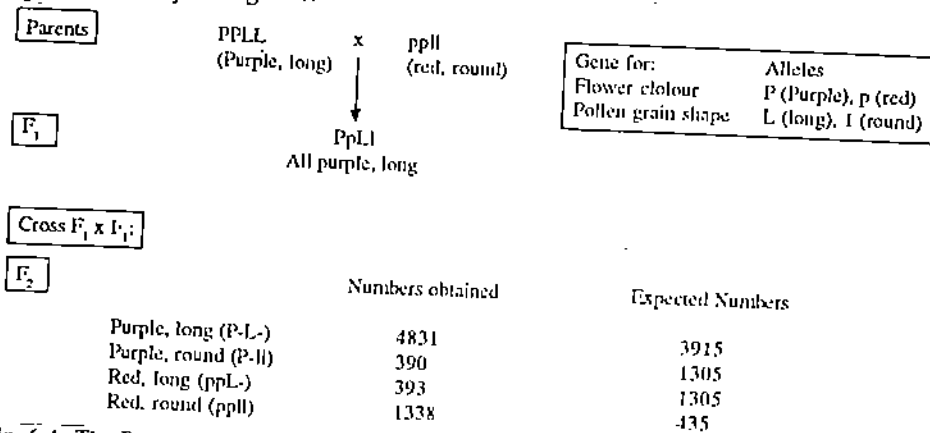 Parents
PPLL x ppll
(Purple, long) (red, round)
Gene for: Alleles
Flower clolour P (Purple), p (red)
Pollen grain shape L (long), l (round)
F₁
PpLl
All purple, long
Cross F₁ x F₁:
F₂
Numbers obtained Expected Numbers
Purple, long (P-L-) 4831 3915
Purple, round (P-ll) 390 1305
Red, long (ppL-) 393 1305
Red, round (ppll) 1338 435